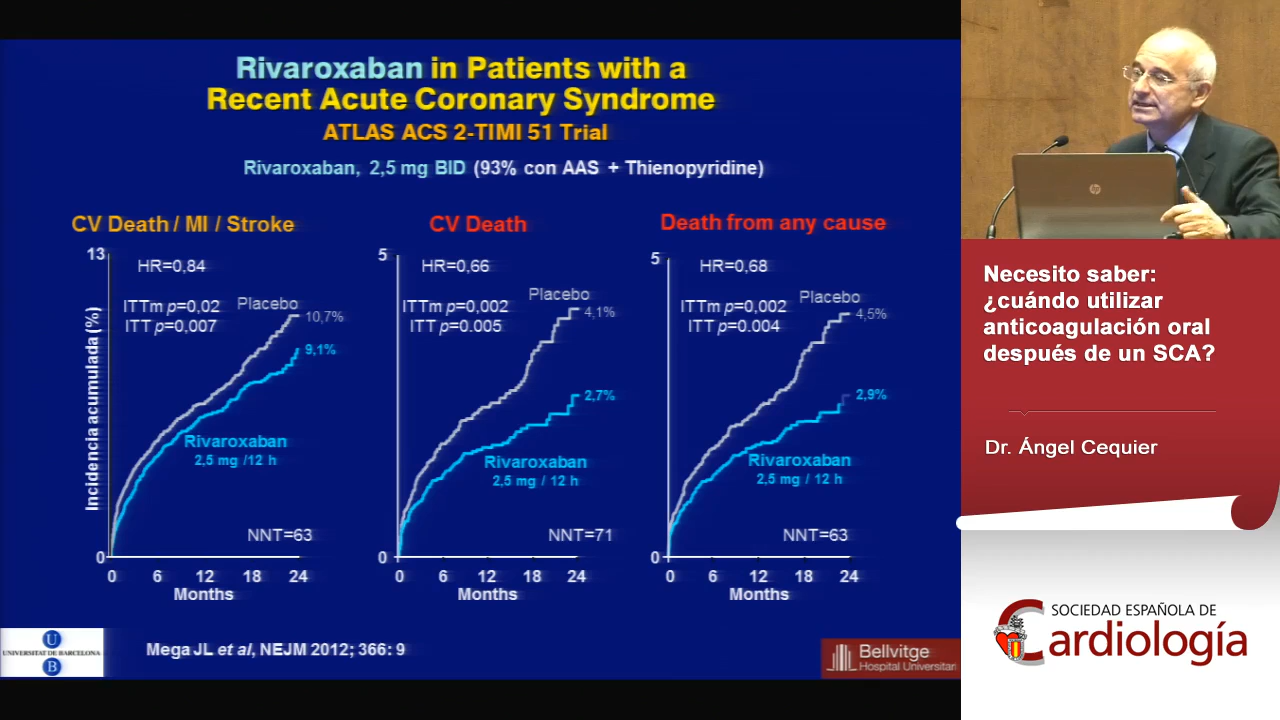 Rivaroxaban in Patients with a
Recent Acute Coronary Syndrome
ATLAS ACS 2-TIMI 51 Trial
Rivaroxaban, 2,5 mg BID (93% con AAS + Thienopyridine)
CV Death / MI / Stroke
13
HR=0,84
ITTm p=0,02
ITT p=0,007
Placebo
10,7%
9,1%
Rivaroxaban
2,5 mg /12 h
NNT=63
0
0 6 12 18 24
Months
Incidencia acumulada (%)
CV Death
5
HR=0,66
ITTm p=0,002
ITT p=0.005
Placebo
4,1%
2,7%
Rivaroxaban
2,5 mg / 12 h
NNT=71
0
0 6 12 18 24
Months
Death from any cause
5
HR=0,68
ITTm p=0,002
ITT p=0.004
Placebo
4,5%
2,9%
Rivaroxaban
2,5 mg / 12 h
NNT=63
0
0 6 12 18 24
Months
U
UNIVERSITAT DE BARCELONA
B
Mega JL et al, NEJM 2012; 366: 9
Bellvitge
Hospital Universitari
hp
Necesito saber:
¿cuándo utilizar
anticoagulación oral
después de un SCA?
Dr. Ángel Cequier
SOCIEDAD ESPAÑOLA DE
Cardiología